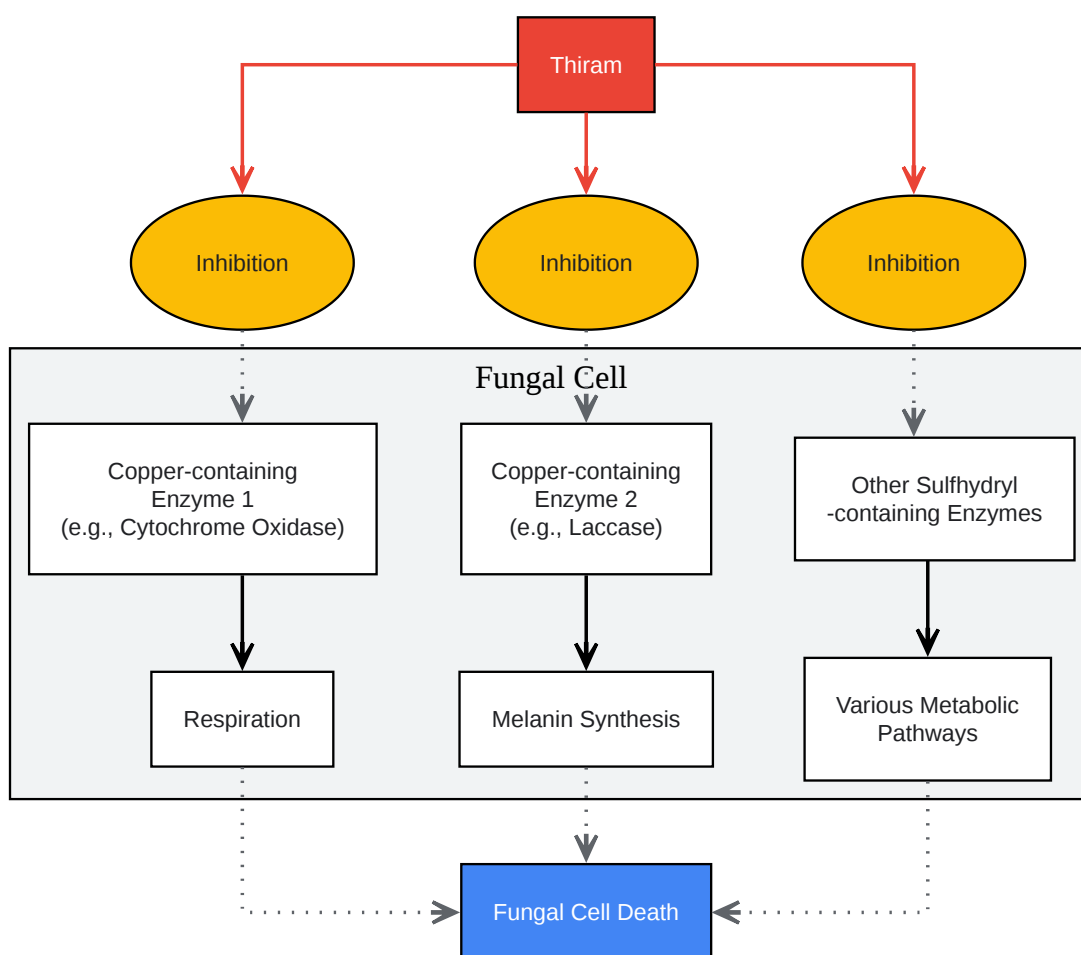 Thiram
Inhibition
Inhibition
Inhibition
Fungal Cell
Copper-containing
Enzyme 1
(e.g., Cytochrome Oxidase)
Copper-containing
Enzyme 2
(e.g., Laccase)
Other Sulfhydryl
-containing Enzymes
Respiration
Melanin Synthesis
Various Metabolic
Pathways
Fungal Cell Death